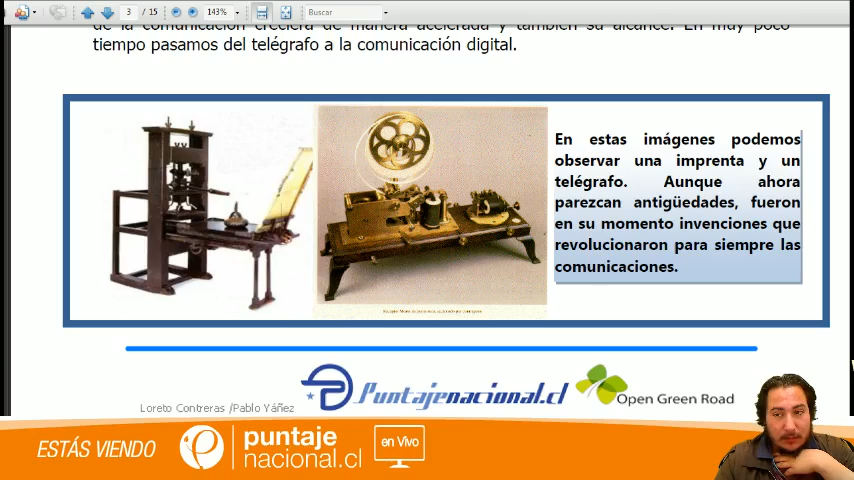 3 / 15
143%
Buscar
de la comunicación creciera de manera acelerada y también su alcance. En muy poco
tiempo pasamos del telégrafo a la comunicación digital.
En estas imágenes podemos
observar una imprenta y un
telégrafo. Aunque ahora
parezcan antigüedades, fueron
en su momento invenciones que
revolucionaron para siempre las
comunicaciones.
Loreto Contreras /Pablo Yáñez
Puntajenacional.cl
Open Green Road
ESTÁS VIENDO
puntaje
nacional.cl
en Vivo